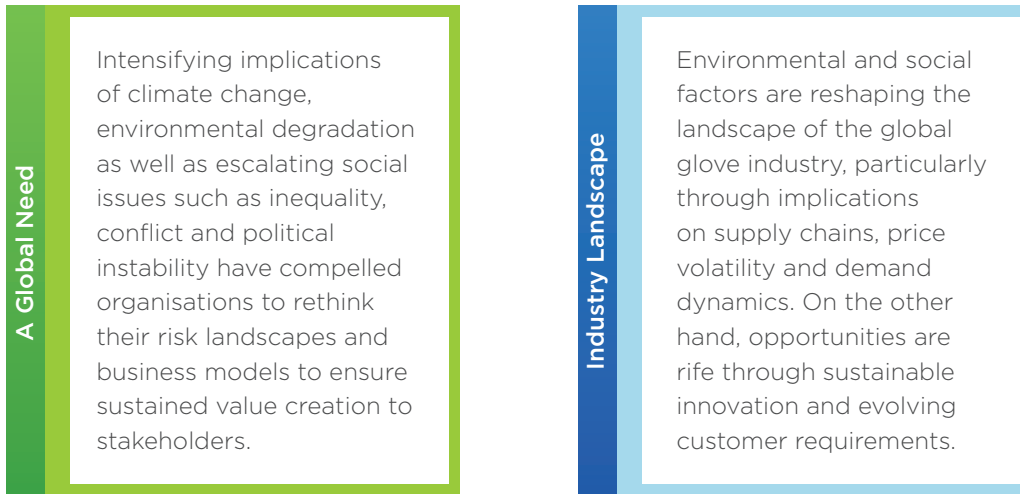 A Global Need
Intensifying implications
of climate change,
environmental degradation
as well as escalating social
issues such as inequality,
conflict and political
instability have compelled
organisations to rethink
their risk landscapes and
business models to ensure
sustained value creation to
stakeholders.
Industry Landscape
Environmental and social
factors are reshaping the
landscape of the global
glove industry, particularly
through implications
on supply chains, price
volatility and demand
dynamics. On the other
hand, opportunities are
rife through sustainable
innovation and evolving
customer requirements.